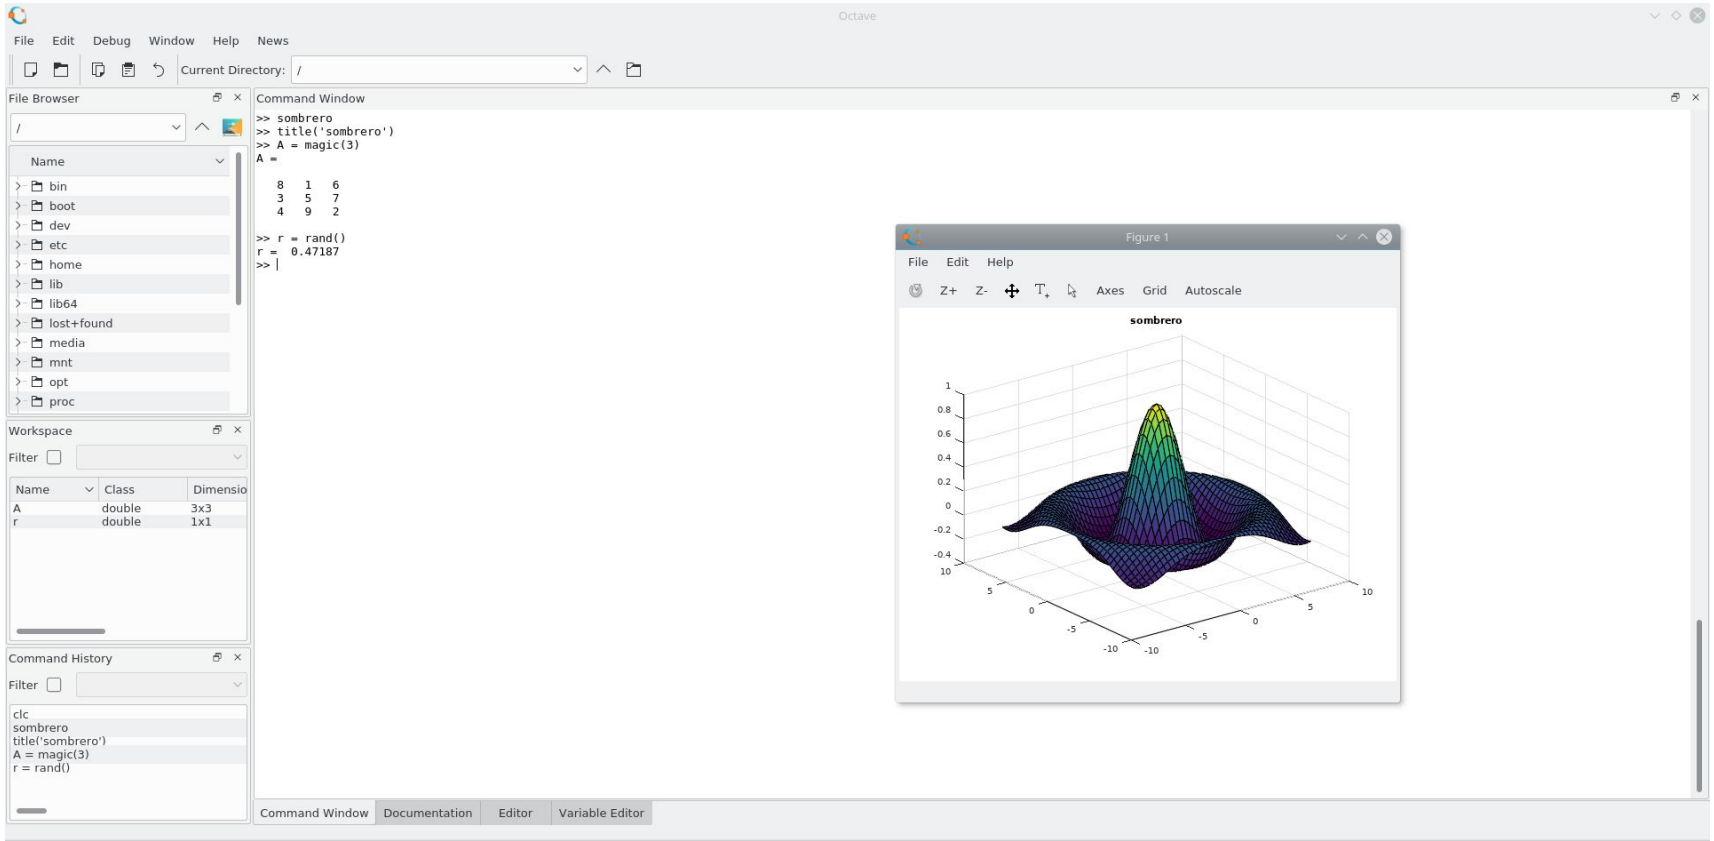 Octave
File Edit Debug Window Help News
Current Directory: /
File Browser
/
Name
bin
boot
dev
etc
home
lib
lib64
lost+found
media
mnt
opt
proc
Workspace
Filter
Name Class Dimensio
A double 3x3
r double 1x1
Command History
Filter
clc
sombrero
title('sombrero')
A = magic(3)
r = rand()
Command Window
>> sombrero
>> title('sombrero')
>> A = magic(3)
A =
8 1 6
3 5 7
4 9 2
>> r = rand()
r = 0.47187
>>
Figure 1
File Edit Help
Z+ Z- T+ Axes Grid Autoscale
sombrero
1
0.8
0.6
0.4
0.2
0
-0.2
-0.4
10
5
0
-5
-10
-10
-5
0
5
10
Command Window Documentation Editor Variable Editor